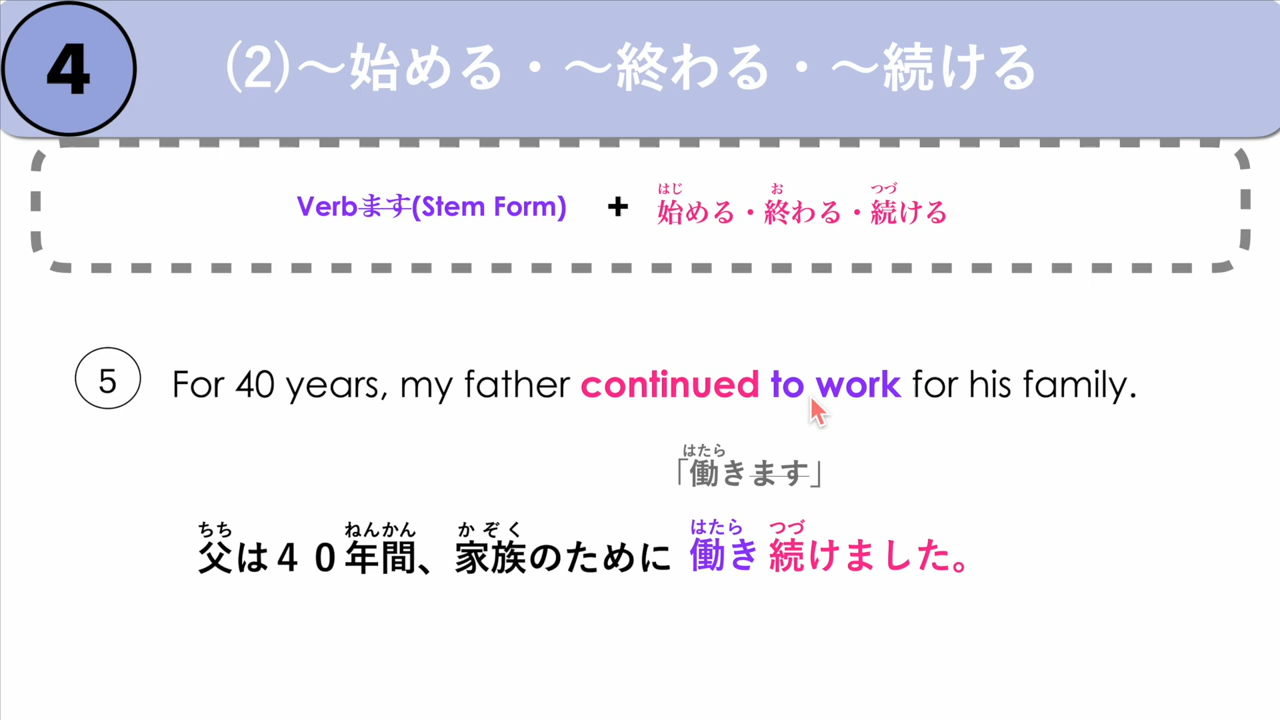 4
(2)～始める・～終わる・～続ける
はじ お つづ
Verbます(Stem Form) + 始める・終わる・続ける
5 For 40 years, my father continued to work for his family.
はたら
「働きます」
ちち ねんかん かぞく はたら つづ
父は４０年間、家族のために 働き 続けました。